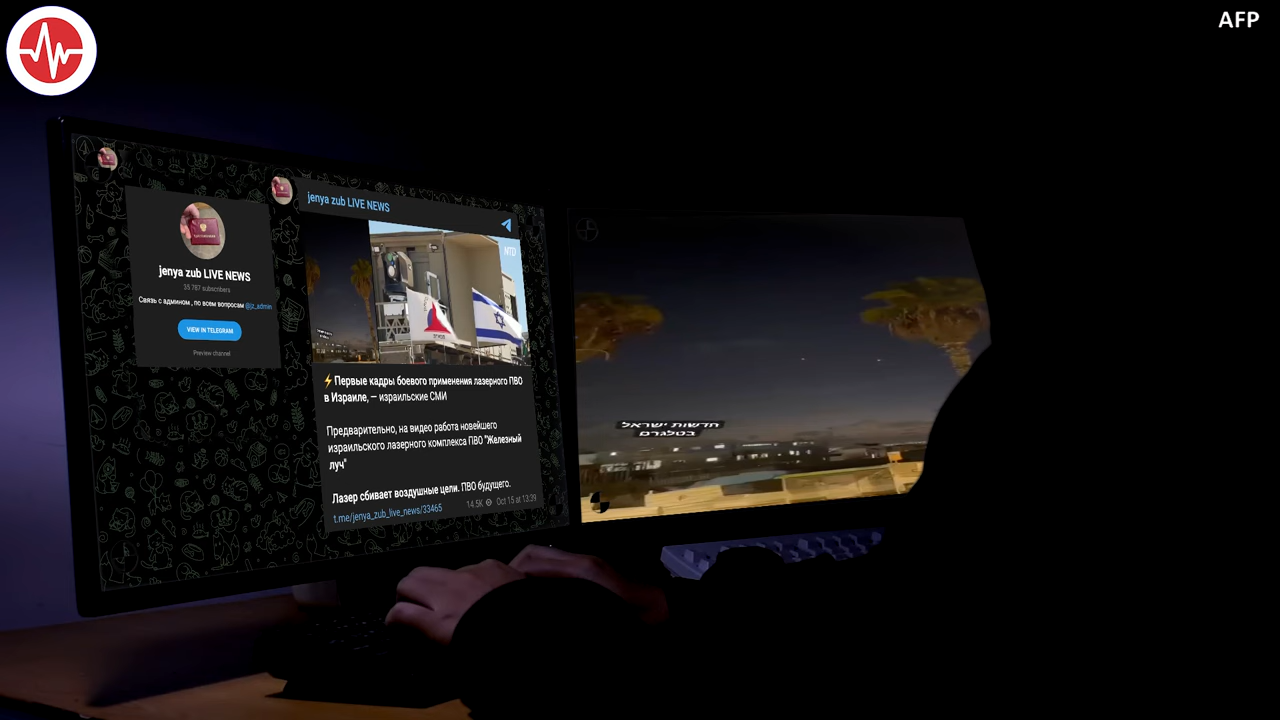 AFP
jenya zub LIVE NEWS
35 787 subscribers
Связь с админом , по всем вопросам @jz_admin
VIEW IN TELEGRAM
Preview channel
jenya zub LIVE NEWS
NTD
⚡Первые кадры боевого применения лазерного ПВО
в Израиле, — израильские СМИ
Предварительно, на видео работа новейшего
израильского лазерного комплекса ПВО "Железный
луч"
Лазер сбивает воздушные цели. ПВО будущего.
t.me/jenya_zub_live_news/33465 14.5K Oct 15 at 13:39
חדשות ישראל
בטלגרם